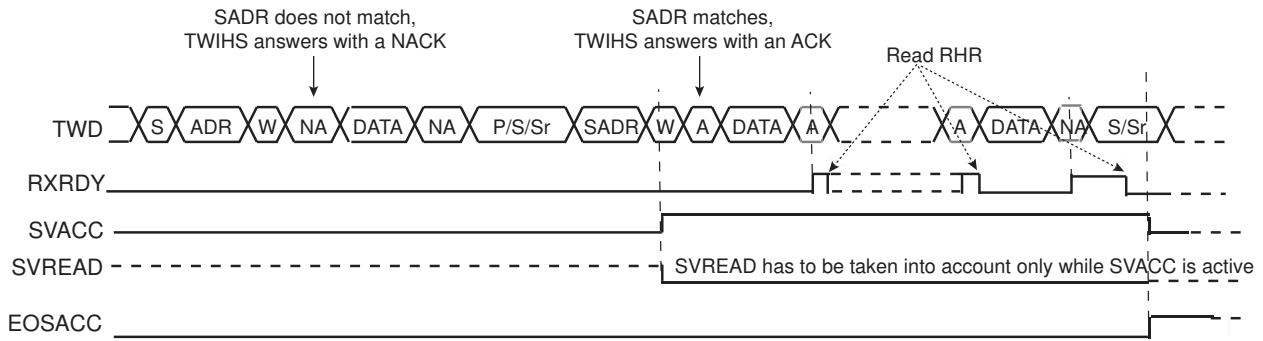 SADR does not match,
TWIHS answers with a NACK
SADR matches,
TWIHS answers with an ACK
Read RHR
TWD S ADR W NA DATA NA P/S/Sr SADR W A DATA A A DATA NA S/Sr
RXRDY
SVACC
SVREAD SVREAD has to be taken into account only while SVACC is active
EOSACC